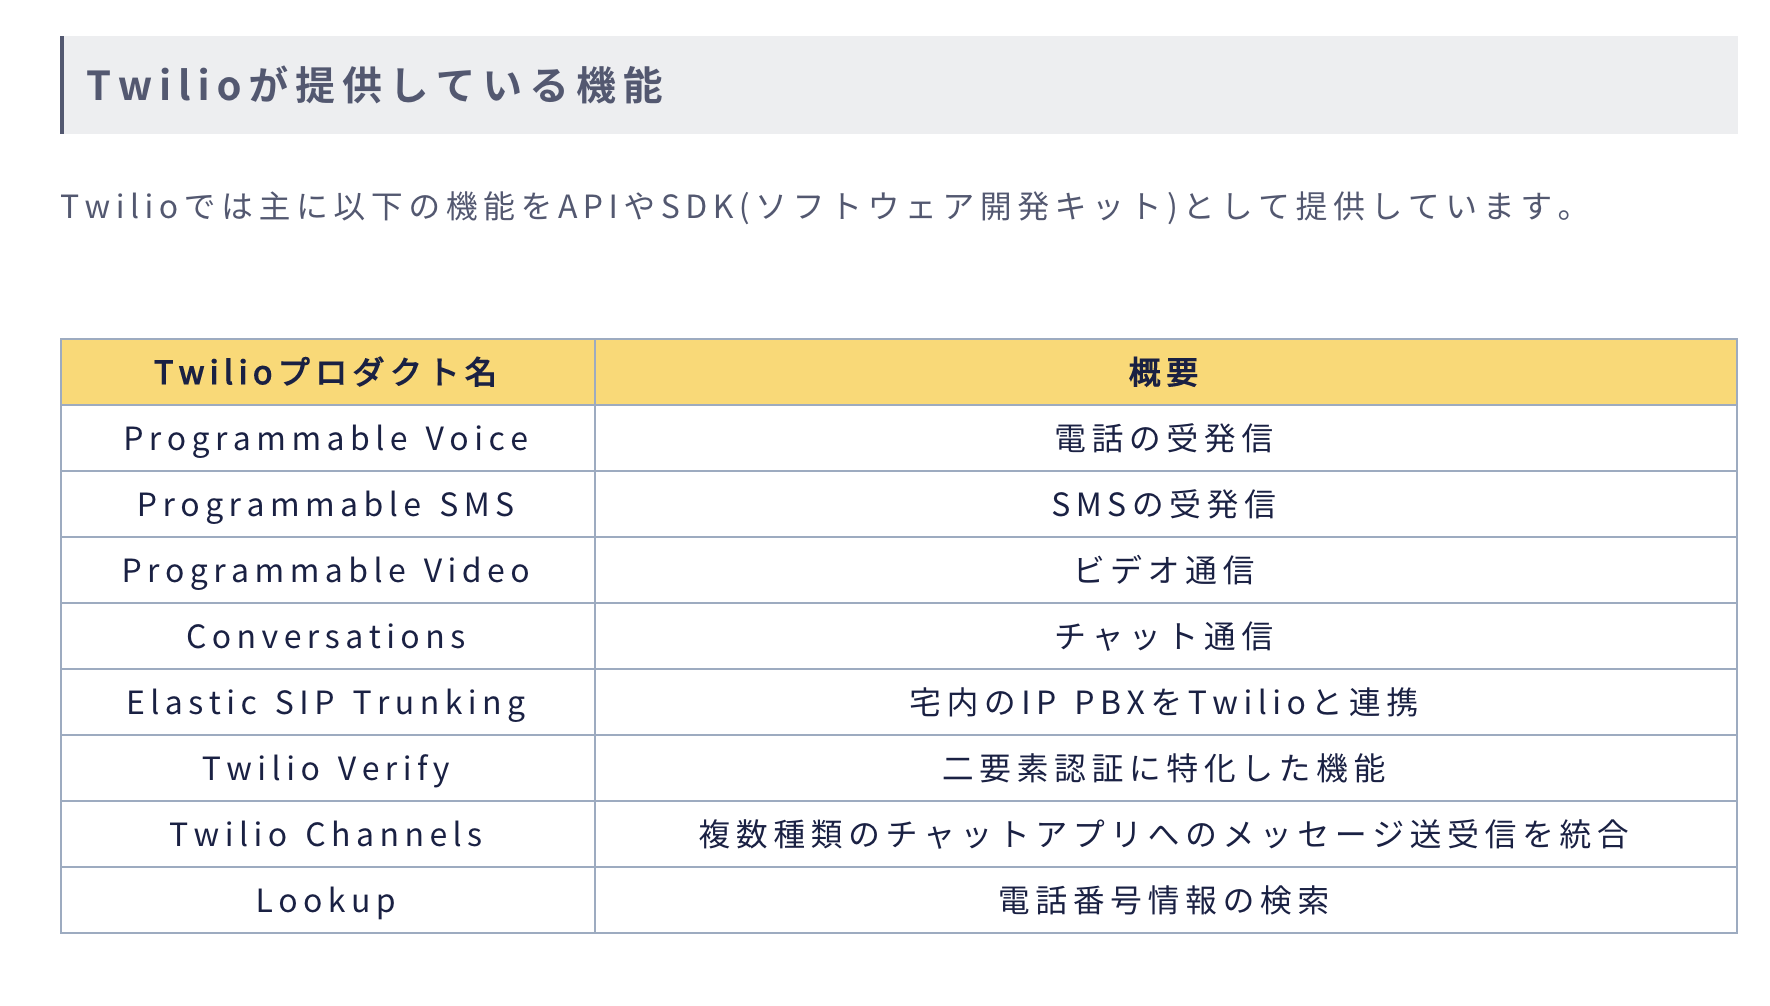 Twilioが提供している機能
Twilioでは主に以下の機能をAPIやSDK(ソフトウェア開発キット)として提供しています。
Twilioプロダクト名 概要
Programmable Voice 電話の受発信
Programmable SMS SMSの受発信
Programmable Video ビデオ通信
Conversations チャット通信
Elastic SIP Trunking 宅内のIP PBXをTwilioと連携
Twilio Verify 二要素認証に特化した機能
Twilio Channels 複数種類のチャットアプリへのメッセージ送受信を統合
Lookup 電話番号情報の検索